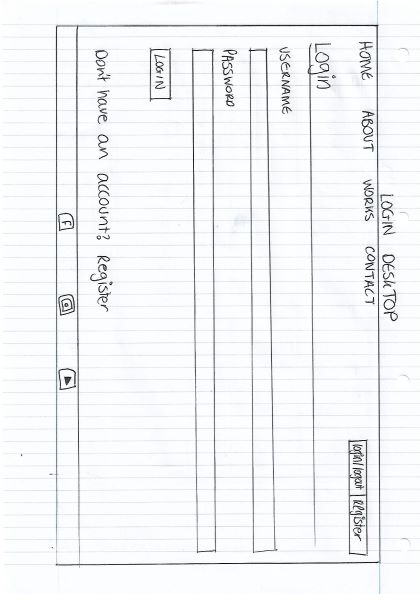 LOGIN DESKTOP
HOME ABOUT WORKS CONTACT login/logout Register
Login
USERNAME
PASSWORD
LOGIN
Don't have an account? Register
F